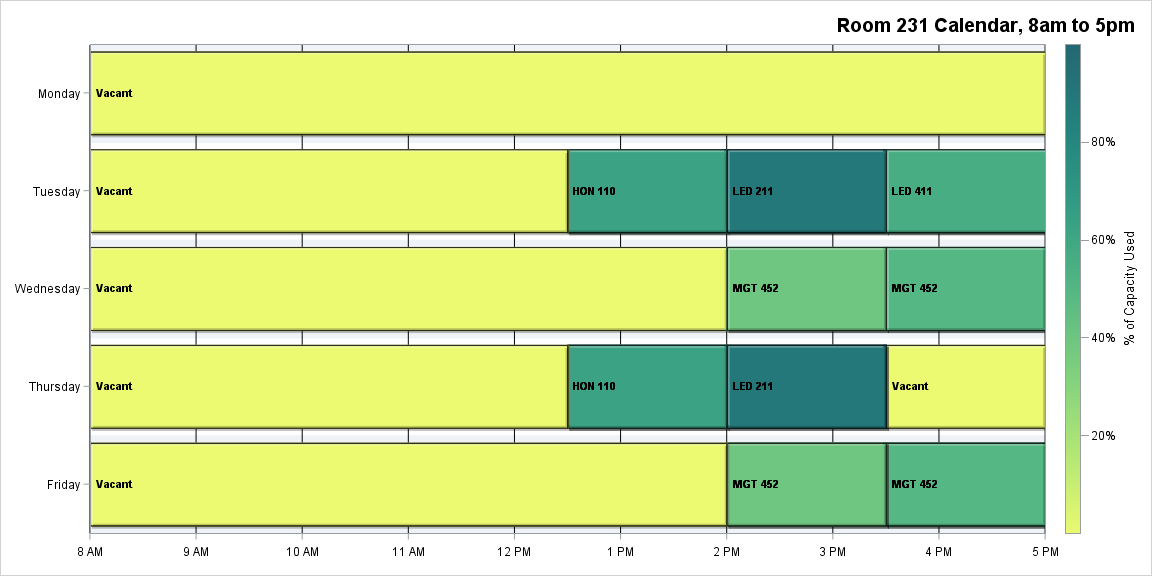 Room 231 Calendar, 8am to 5pm
Monday
Vacant
Tuesday
Vacant
HON 110
LED 211
LED 411
Wednesday
Vacant
MGT 452
MGT 452
Thursday
Vacant
HON 110
LED 211
Vacant
Friday
Vacant
MGT 452
MGT 452
8 AM
9 AM
10 AM
11 AM
12 PM
1 PM
2 PM
3 PM
4 PM
5 PM
80%
60%
40%
20%
% of Capacity Used